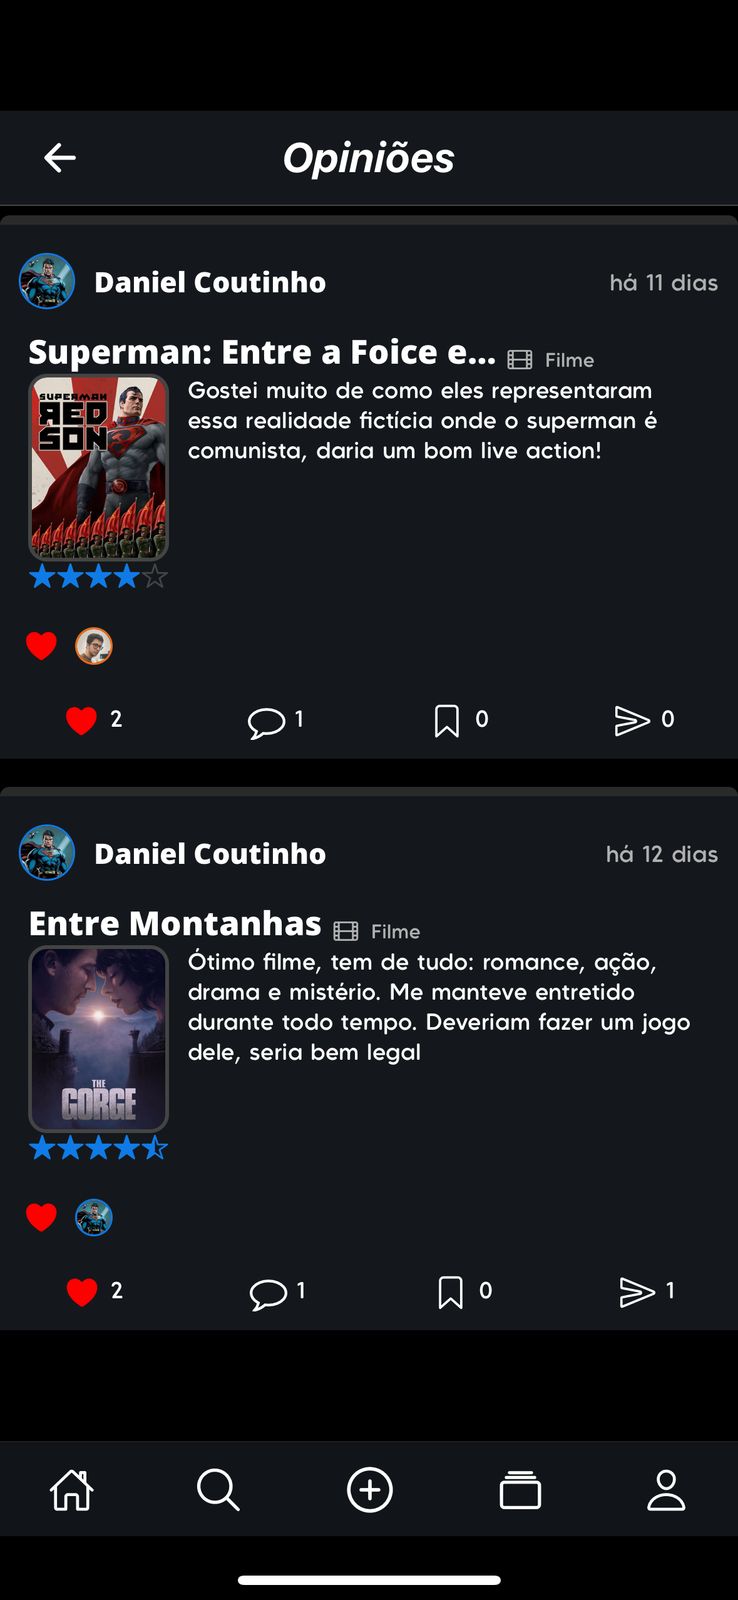 Opiniões
Daniel Coutinho
há 11 dias
Superman: Entre a Foice e...
Filme
SUPERMAN
RED
SON
Gostei muito de como eles representaram
essa realidade fictícia onde o superman é
comunista, daria um bom live action!
2
1
0
0
Daniel Coutinho
há 12 dias
Entre Montanhas
Filme
THE
GORGE
Ótimo filme, tem de tudo: romance, ação,
drama e mistério. Me manteve entretido
durante todo tempo. Deveriam fazer um jogo
dele, seria bem legal
2
1
0
1